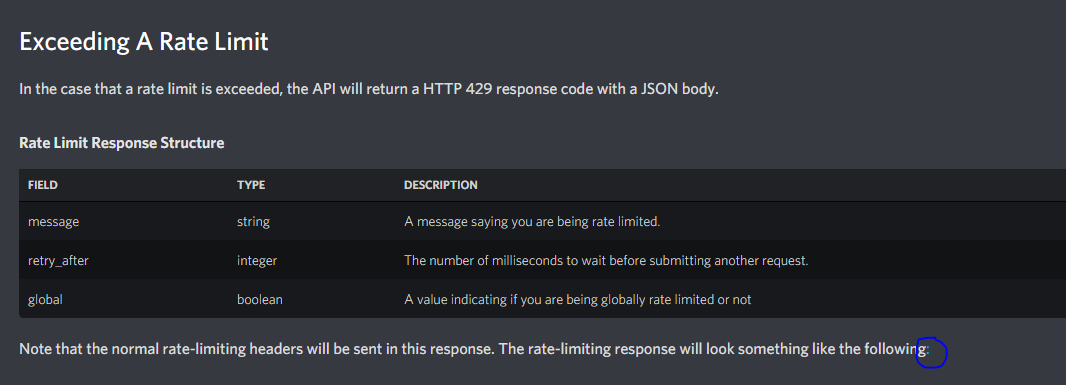 Exceeding A Rate Limit
In the case that a rate limit is exceeded, the API will return a HTTP 429 response code with a JSON body.
Rate Limit Response Structure
FIELD TYPE DESCRIPTION
message string A message saying you are being rate limited.
retry_after integer The number of milliseconds to wait before submitting another request.
global boolean A value indicating if you are being globally rate limited or not
Note that the normal rate-limiting headers will be sent in this response. The rate-limiting response will look something like the following: